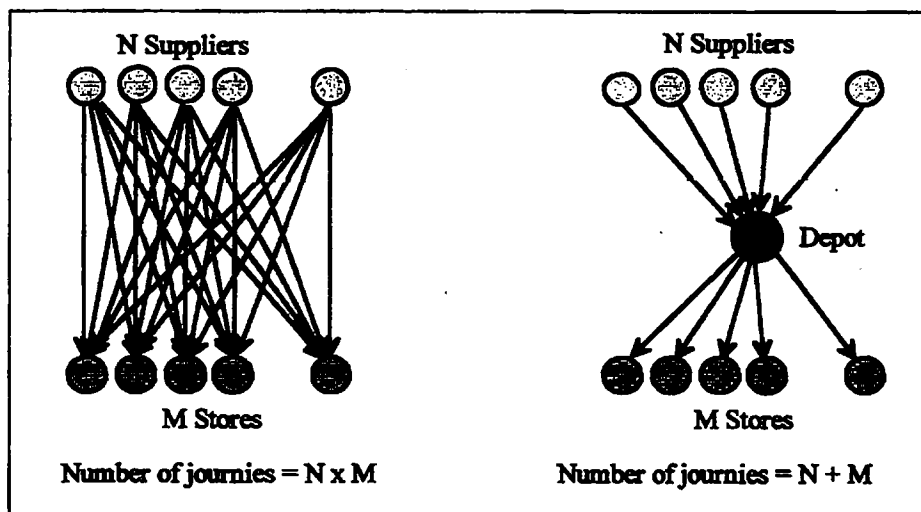 N Suppliers
M Stores
Number of journies = N x M
N Suppliers
Depot
M Stores
Number of journies = N + M